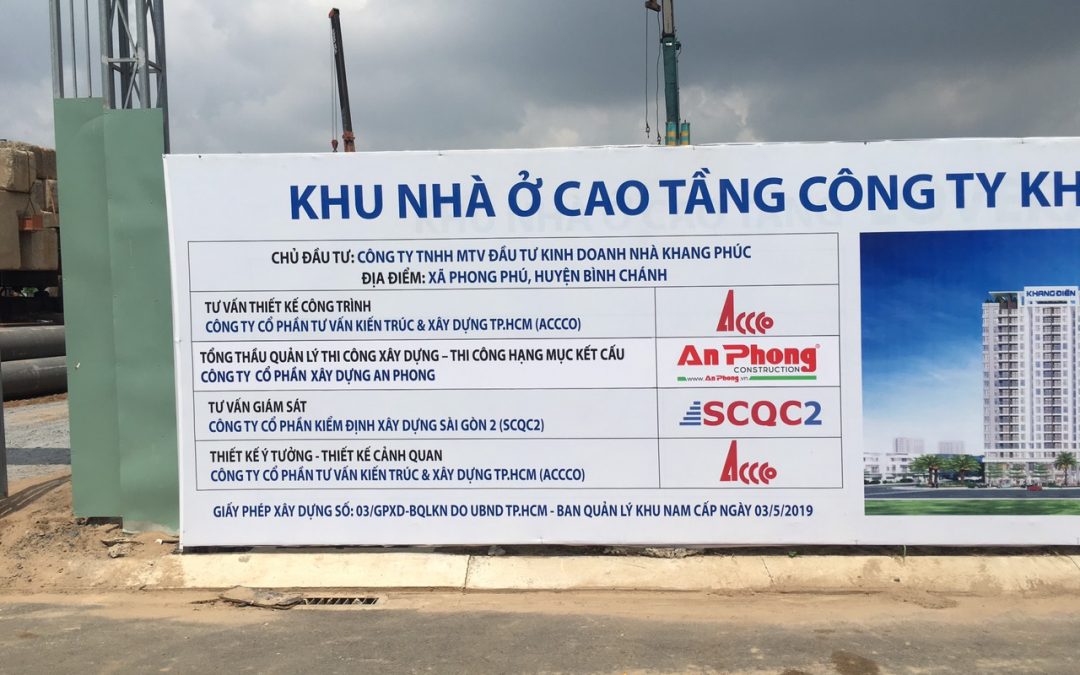 KHU NHÀ Ở CAO TẦNG CÔNG TY KH
CHỦ ĐẦU TƯ: CÔNG TY TNHH MTV ĐẦU TƯ KINH DOANH NHÀ KHANG PHÚC
ĐỊA ĐIỂM: XÃ PHONG PHÚ, HUYỆN BÌNH CHÁNH
TƯ VẤN THIẾT KẾ CÔNG TRÌNH
CÔNG TY CỔ PHẦN TƯ VẤN KIẾN TRÚC & XÂY DỰNG TP.HCM (ACCCO)
ACCCO
TỔNG THẦU QUẢN LÝ THI CÔNG XÂY DỰNG – THI CÔNG HẠNG MỤC KẾT CẤU
CÔNG TY CỔ PHẦN XÂY DỰNG AN PHONG
An Phong®
CONSTRUCTION
www.AnPhong.vn
TƯ VẤN GIÁM SÁT
CÔNG TY CỔ PHẦN KIỂM ĐỊNH XÂY DỰNG SÀI GÒN 2 (SCQC2)
SCQC2
THIẾT KẾ Ý TƯỞNG - THIẾT KẾ CẢNH QUAN
CÔNG TY CỔ PHẦN TƯ VẤN KIẾN TRÚC & XÂY DỰNG TP.HCM (ACCCO)
ACCCO
GIẤY PHÉP XÂY DỰNG SỐ: 03/GPXD-BQLKN DO UBND TP.HCM - BAN QUẢN LÝ KHU NAM CẤP NGÀY 03/5/2019
KHANG ĐIỀN